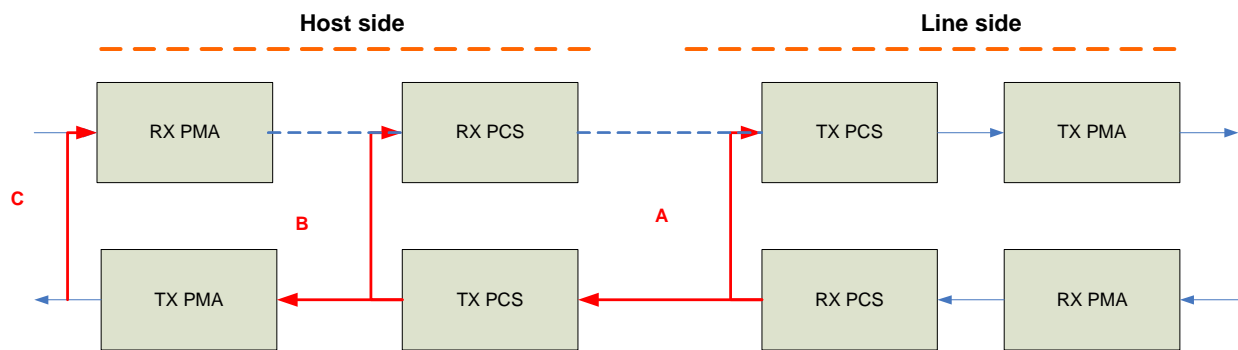 Host side
Line side
RX PMA
RX PCS
TX PCS
TX PMA
C
B
A
TX PMA
TX PCS
RX PCS
RX PMA